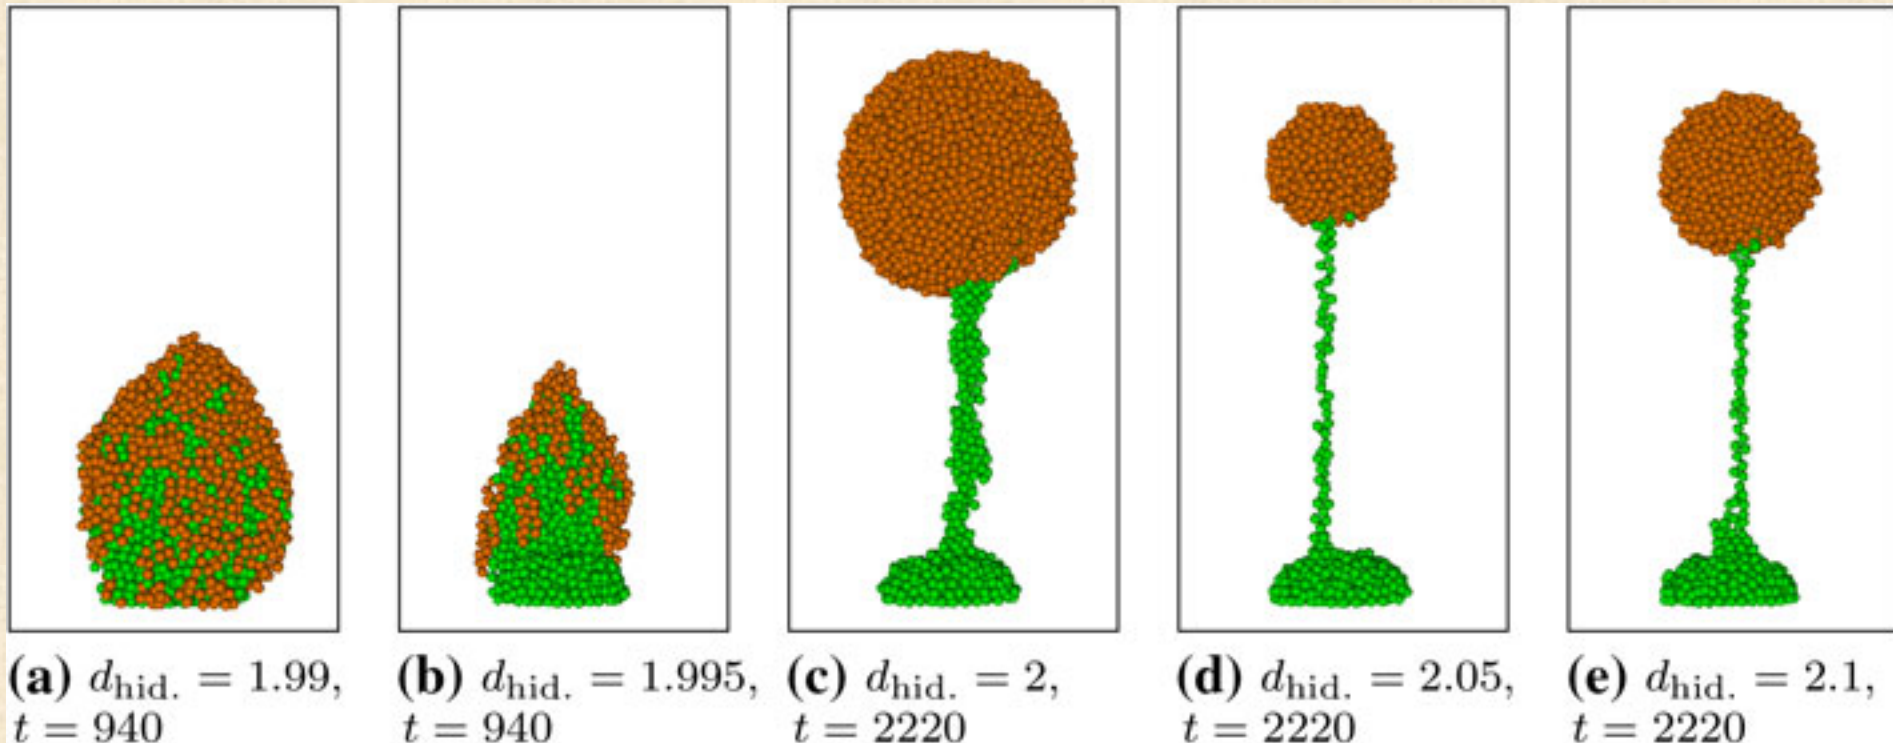 (a) d_hid. = 1.99,
t = 940
(b) d_hid. = 1.995,
t = 940
(c) d_hid. = 2,
t = 2220
(d) d_hid. = 2.05,
t = 2220
(e) d_hid. = 2.1,
t = 2220